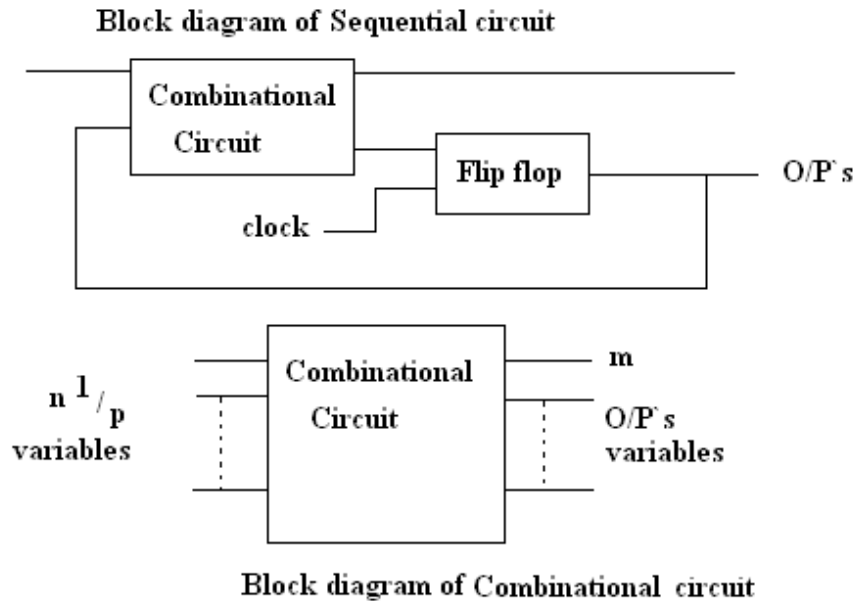 Block diagram of Sequential circuit
Combinational
Circuit
Flip flop
O/P`s
clock
Combinational
Circuit
n 1/p
variables
m
O/P`s
variables
Block diagram of Combinational circuit